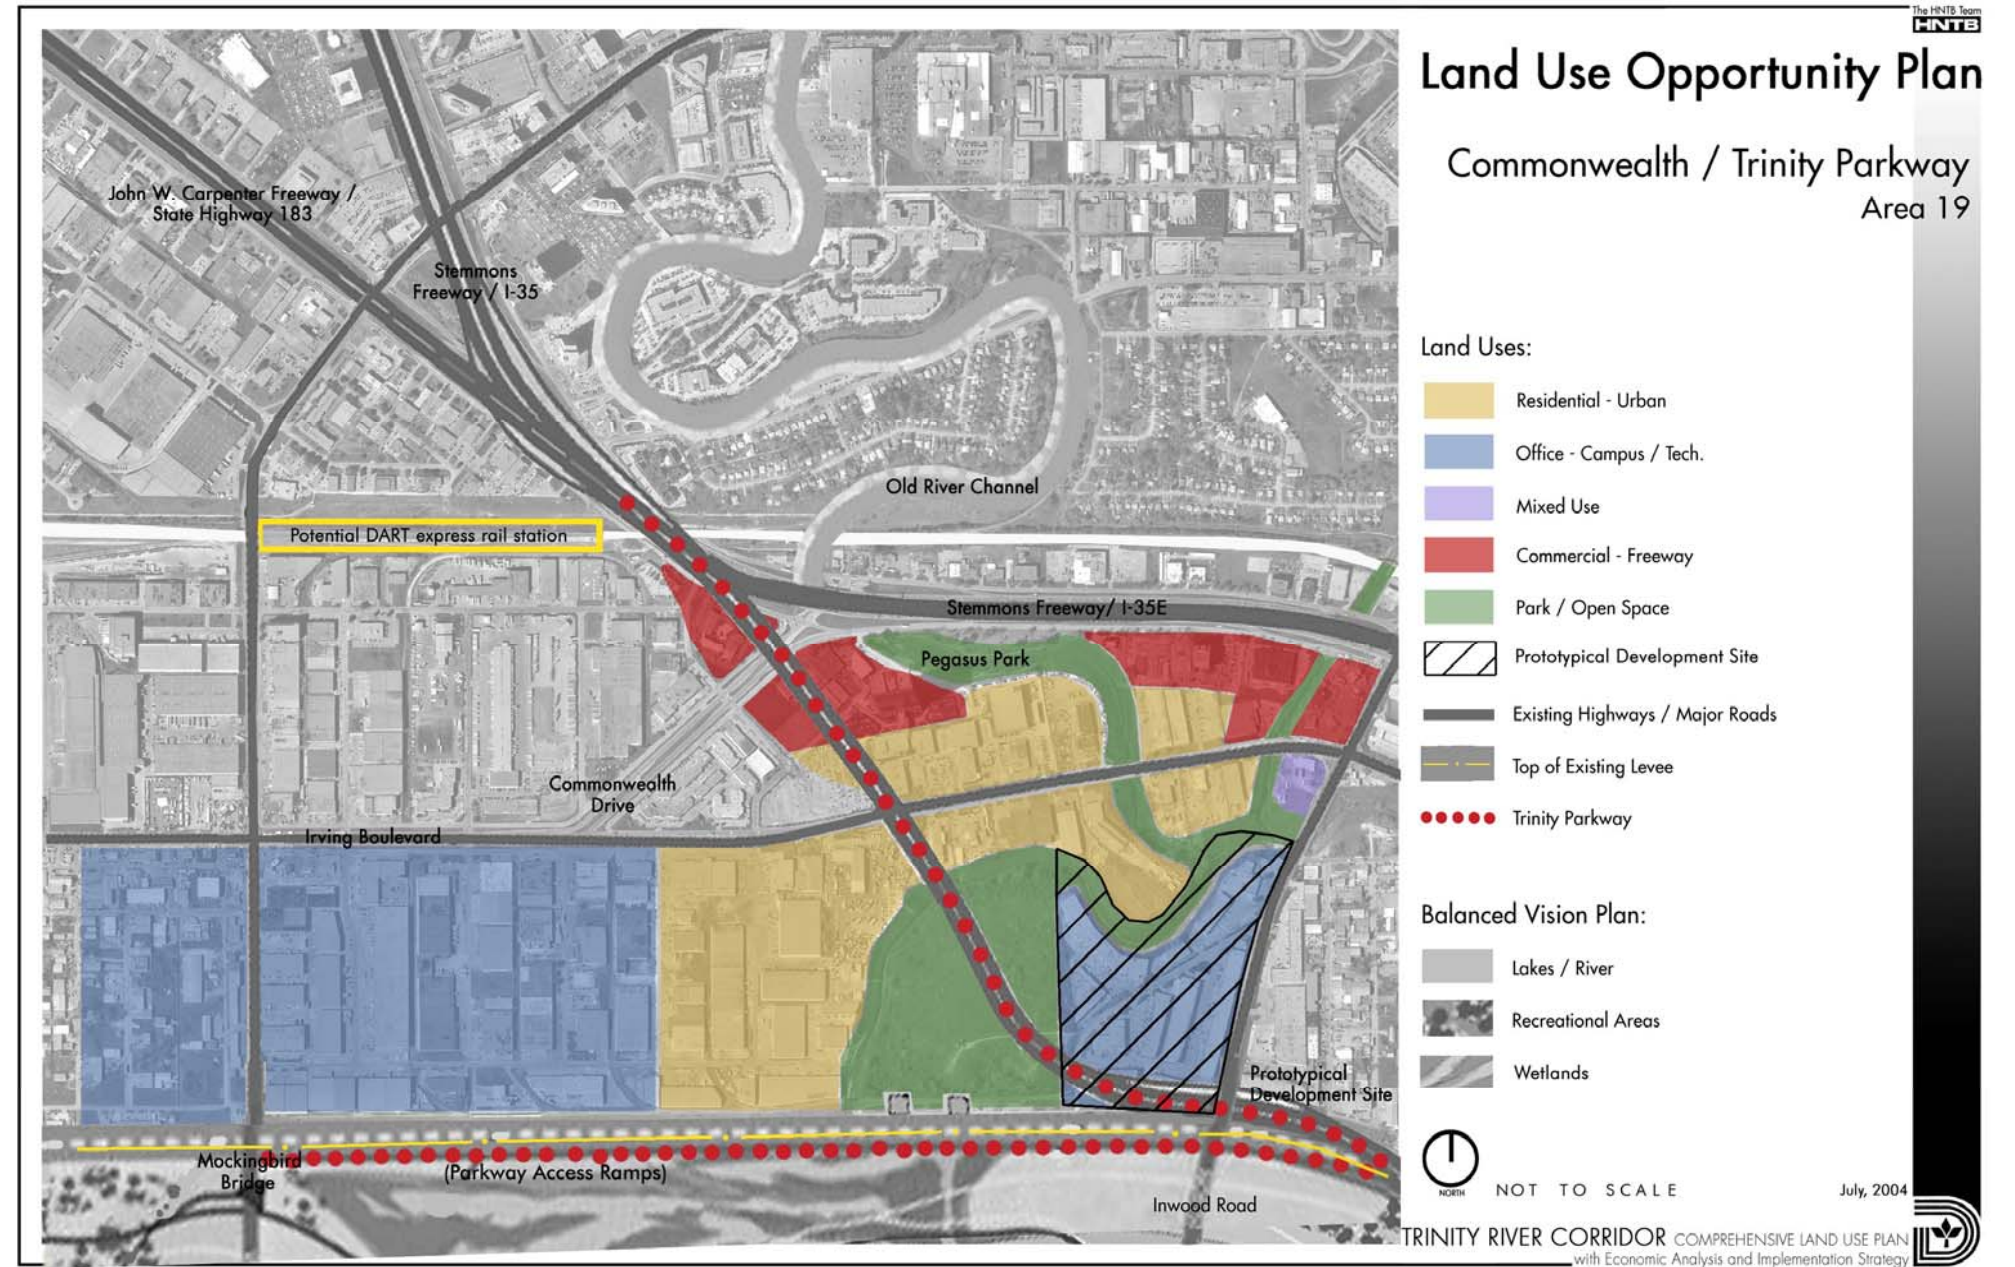 The HNTB Team
HNTB
Land Use Opportunity Plan
Commonwealth / Trinity Parkway
Area 19
John W. Carpenter Freeway /
State Highway 183
Stemmons
Freeway / I-35
Old River Channel
Potential DART express rail station
Stemmons Freeway/ I-35E
Pegasus Park
Commonwealth
Drive
Irving Boulevard
Prototypical
Development Site
Mockingbird
Bridge
(Parkway Access Ramps)
Inwood Road
Land Uses:
Residential - Urban
Office - Campus / Tech.
Mixed Use
Commercial - Freeway
Park / Open Space
Prototypical Development Site
Existing Highways / Major Roads
Top of Existing Levee
Trinity Parkway
Balanced Vision Plan:
Lakes / River
Recreational Areas
Wetlands
NORTH
NOT TO SCALE
July, 2004
TRINITY RIVER CORRIDOR COMPREHENSIVE LAND USE PLAN
with Economic Analysis and Implementation Strategy